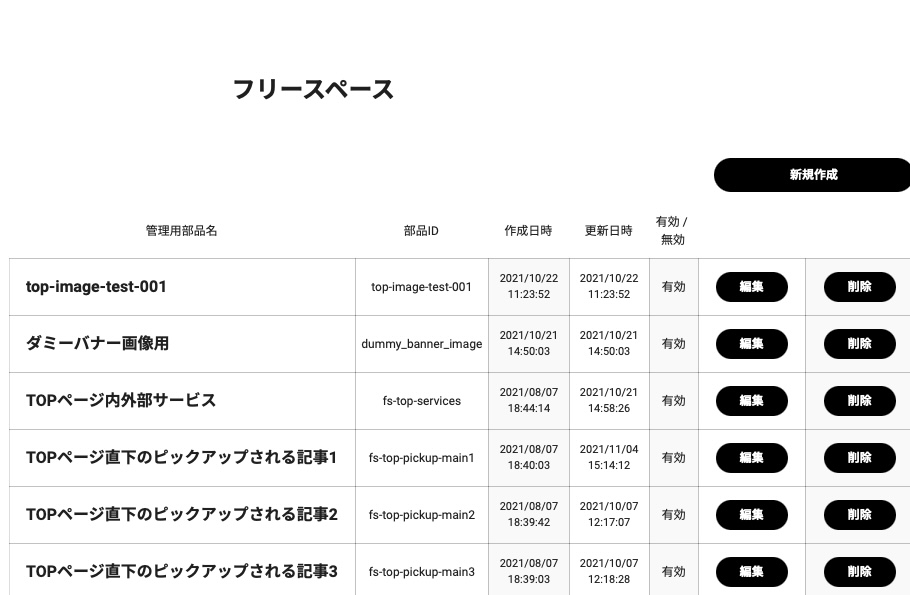 フリースペース
新規作成
管理用部品名 部品ID 作成日時 更新日時 有効 / 無効
top-image-test-001 top-image-test-001 2021/10/22 11:23:52 2021/10/22 11:23:52 有効 編集 削除
ダミーバナー画像用 dummy_banner_image 2021/10/21 14:50:03 2021/10/21 14:50:03 有効 編集 削除
TOPページ内外部サービス fs-top-services 2021/08/07 18:44:14 2021/10/21 14:58:26 有効 編集 削除
TOPページ直下のピックアップされる記事1 fs-top-pickup-main1 2021/08/07 18:40:03 2021/11/04 15:14:12 有効 編集 削除
TOPページ直下のピックアップされる記事2 fs-top-pickup-main2 2021/08/07 18:39:42 2021/10/07 12:17:07 有効 編集 削除
TOPページ直下のピックアップされる記事3 fs-top-pickup-main3 2021/08/07 18:39:03 2021/10/07 12:18:28 有効 編集 削除